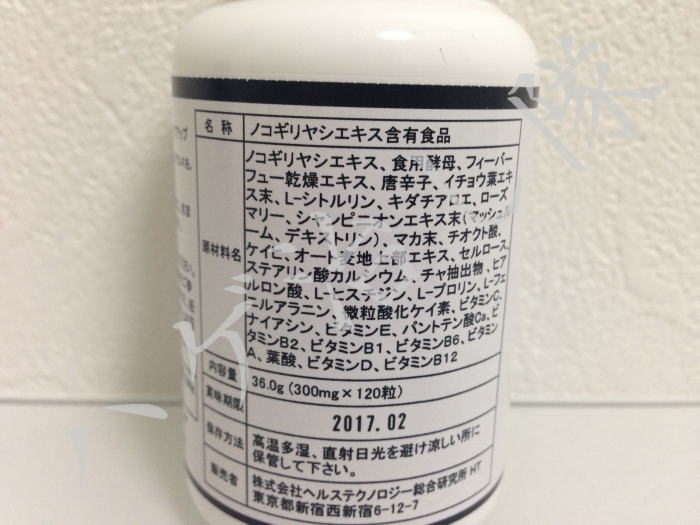 名称
ノコギリヤシエキス含有食品
原材料名
ノコギリヤシエキス、食用酵母、フィーバー
フュー乾燥エキス、唐辛子、イチョウ葉エキ
ス末、L-シトルリン、キダチアロエ、ローズ
マリー、シャンピニオンエキス末(マッシュル
ーム、デキストリン)、マカ末、チオクト酸、
ケイヒ、オート麦地上部エキス、セルロース、
ステアリン酸カルシウム、チャ抽出物、ヒア
ルロン酸、L-ヒスチジン、L-プロリン、L-フェ
ニルアラニン、微粒酸化ケイ素、ビタミンC、
ナイアシン、ビタミンE、パントテン酸Ca、ビ
タミンB2、ビタミンB1、ビタミンB6、ビタミン
A、葉酸、ビタミンD、ビタミンB12
内容量
36.0g (300mg×120粒)
賞味期限
2017.02
保存方法
高温多湿、直射日光を避け涼しい所に
保管して下さい。
販売者
株式会社ヘルステクノロジー総合研究所 HT
東京都新宿西新宿6-12-7